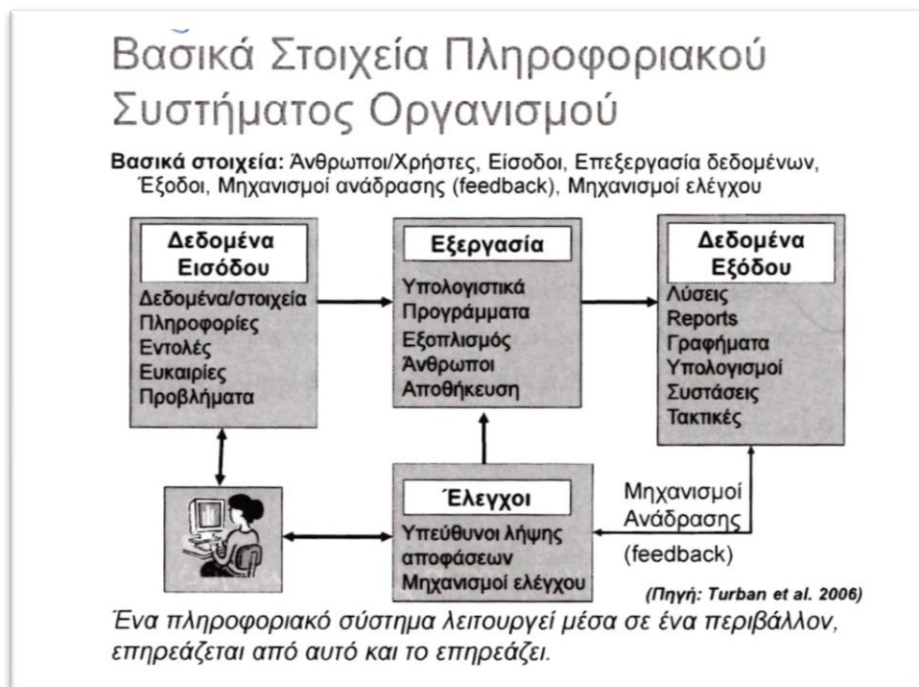 Βασικά Στοιχεία Πληροφοριακού
Συστήματος Οργανισμού
Βασικά στοιχεία: Άνθρωποι/Χρήστες, Είσοδοι, Επεξεργασία δεδομένων,
Έξοδοι, Μηχανισμοί ανάδρασης (feedback), Μηχανισμοί ελέγχου
Δεδομένα
Εισόδου
Δεδομένα/στοιχεία
Πληροφορίες
Εντολές
Ευκαιρίες
Προβλήματα
Εξεργασία
Υπολογιστικά
Προγράμματα
Εξοπλισμός
Άνθρωποι
Αποθήκευση
Δεδομένα
Εξόδου
Λύσεις
Reports
Γραφήματα
Υπολογισμοί
Συστάσεις
Τακτικές
Έλεγχοι
Υπεύθυνοι λήψης
αποφάσεων
Μηχανισμοί ελέγχου
Μηχανισμοί
Ανάδρασης
(feedback)
(Πηγή: Turban et al. 2006)
Ένα πληροφοριακό σύστημα λειτουργεί μέσα σε ένα περιβάλλον,
επηρεάζεται από αυτό και το επηρεάζει.